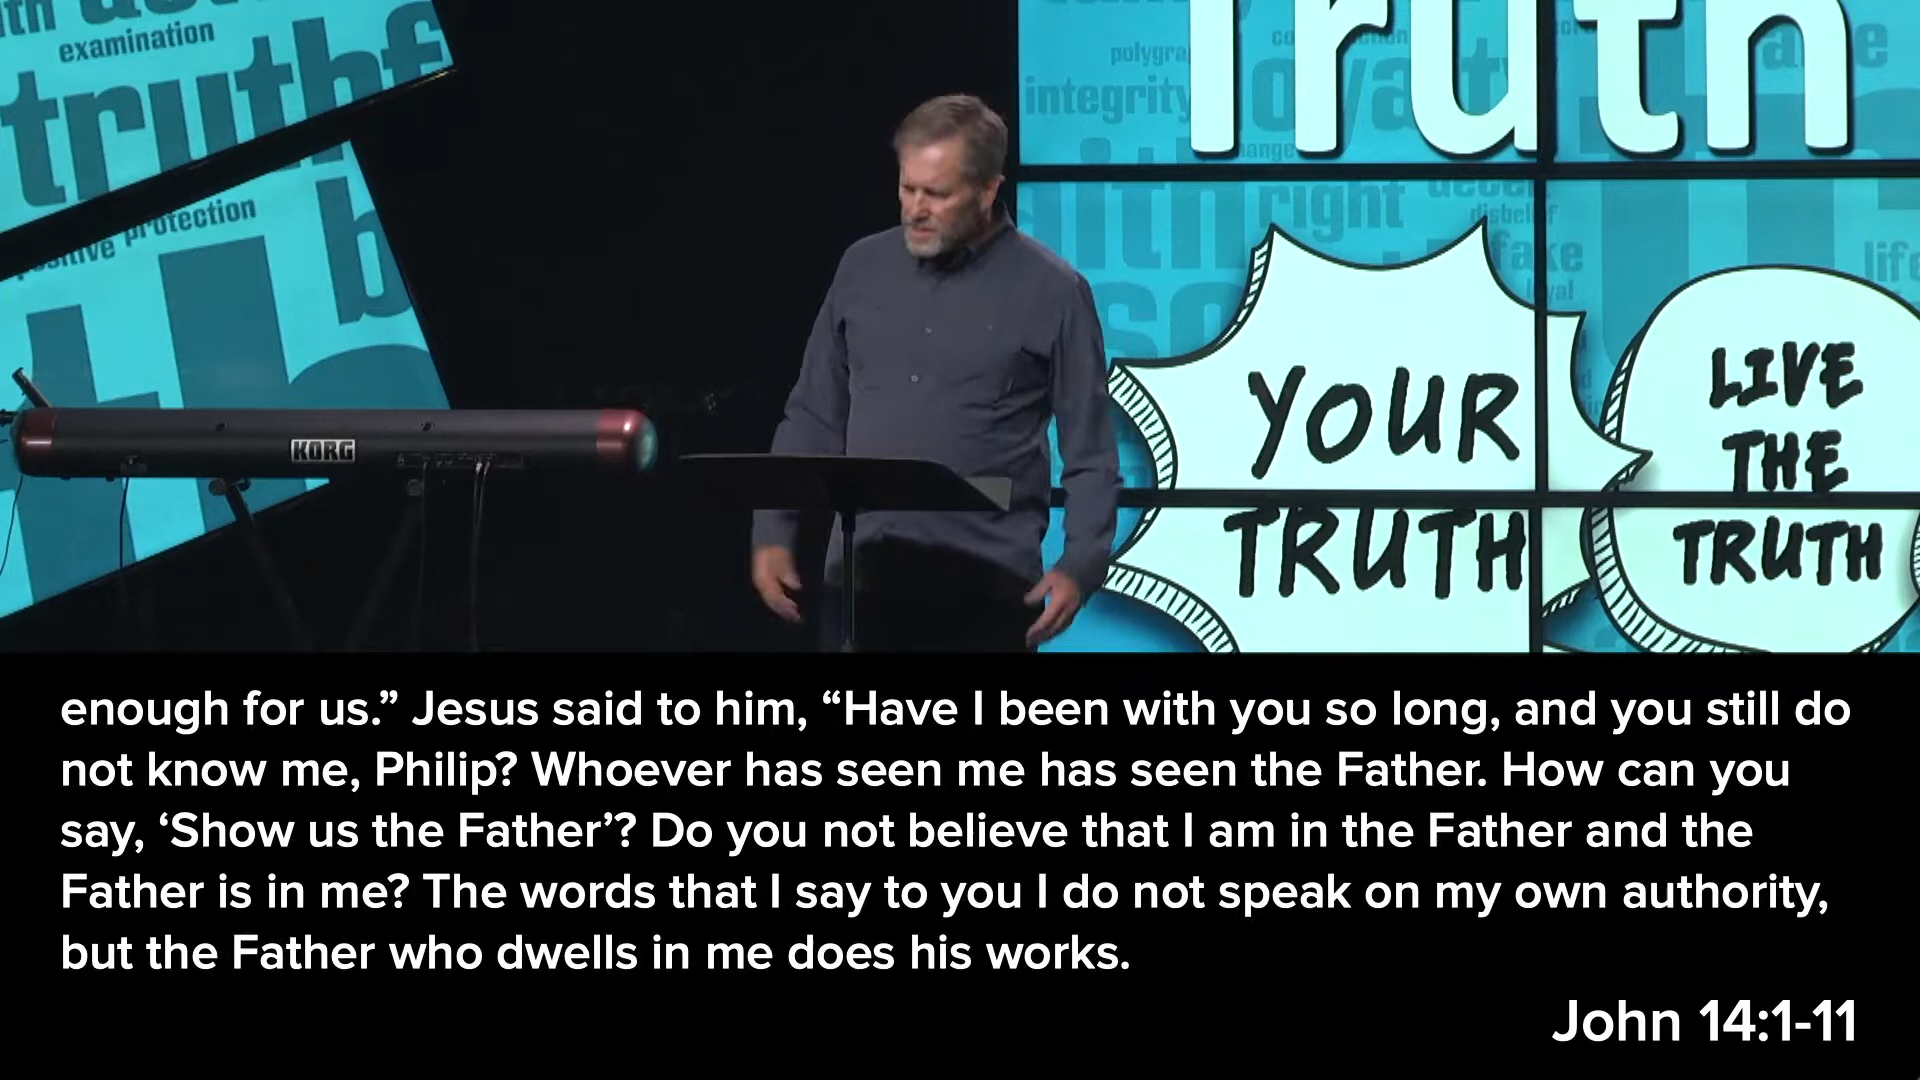 examination
truthf
protection
b
KORG
Truth
integrity
right
fake
life
YOUR
TRUTH
LIVE
THE
TRUTH
enough for us.” Jesus said to him, “Have I been with you so long, and you still do
not know me, Philip? Whoever has seen me has seen the Father. How can you
say, ‘Show us the Father’? Do you not believe that I am in the Father and the
Father is in me? The words that I say to you I do not speak on my own authority,
but the Father who dwells in me does his works.
John 14:1-11